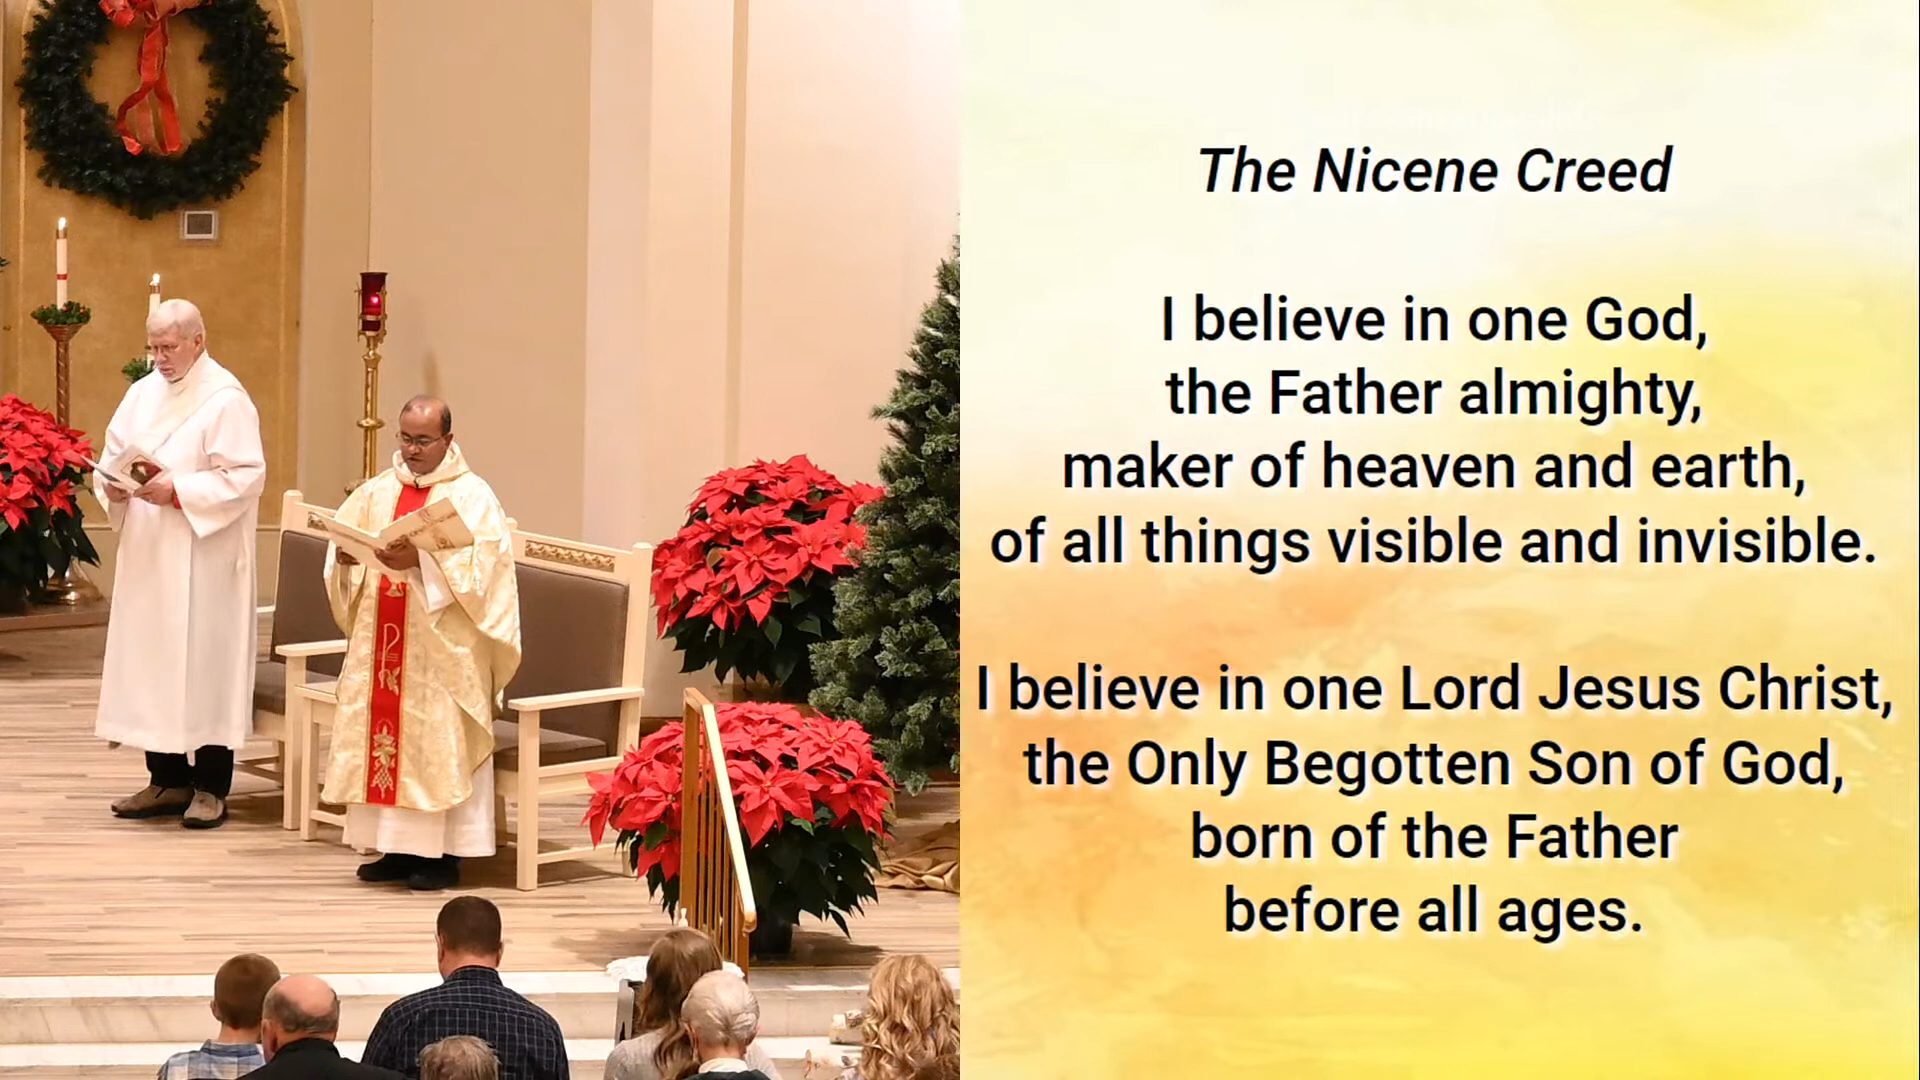 The Nicene Creed
I believe in one God,
the Father almighty,
maker of heaven and earth,
of all things visible and invisible.
I believe in one Lord Jesus Christ,
the Only Begotten Son of God,
born of the Father
before all ages.